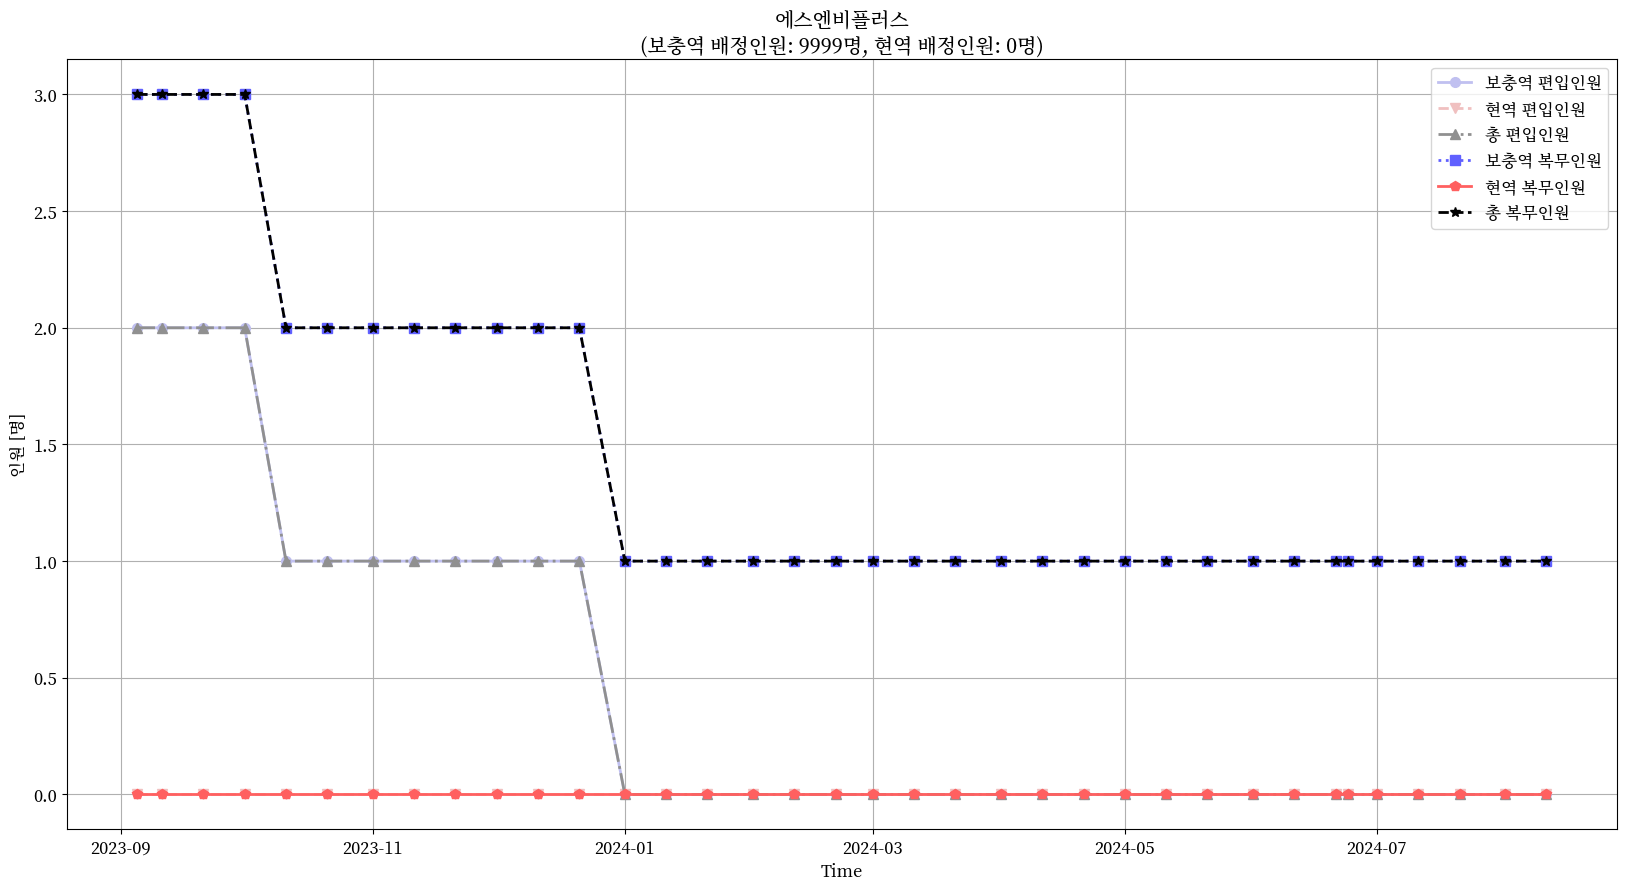 에스엔비플러스
(보충역 배정인원: 9999명, 현역 배정인원: 0명)
보충역 편입인원
현역 편입인원
총 편입인원
보충역 복무인원
현역 복무인원
총 복무인원
3.0
2.5
2.0
1.5
1.0
0.5
0.0
인원 [명]
2023-09
2023-11
2024-01
2024-03
2024-05
2024-07
Time